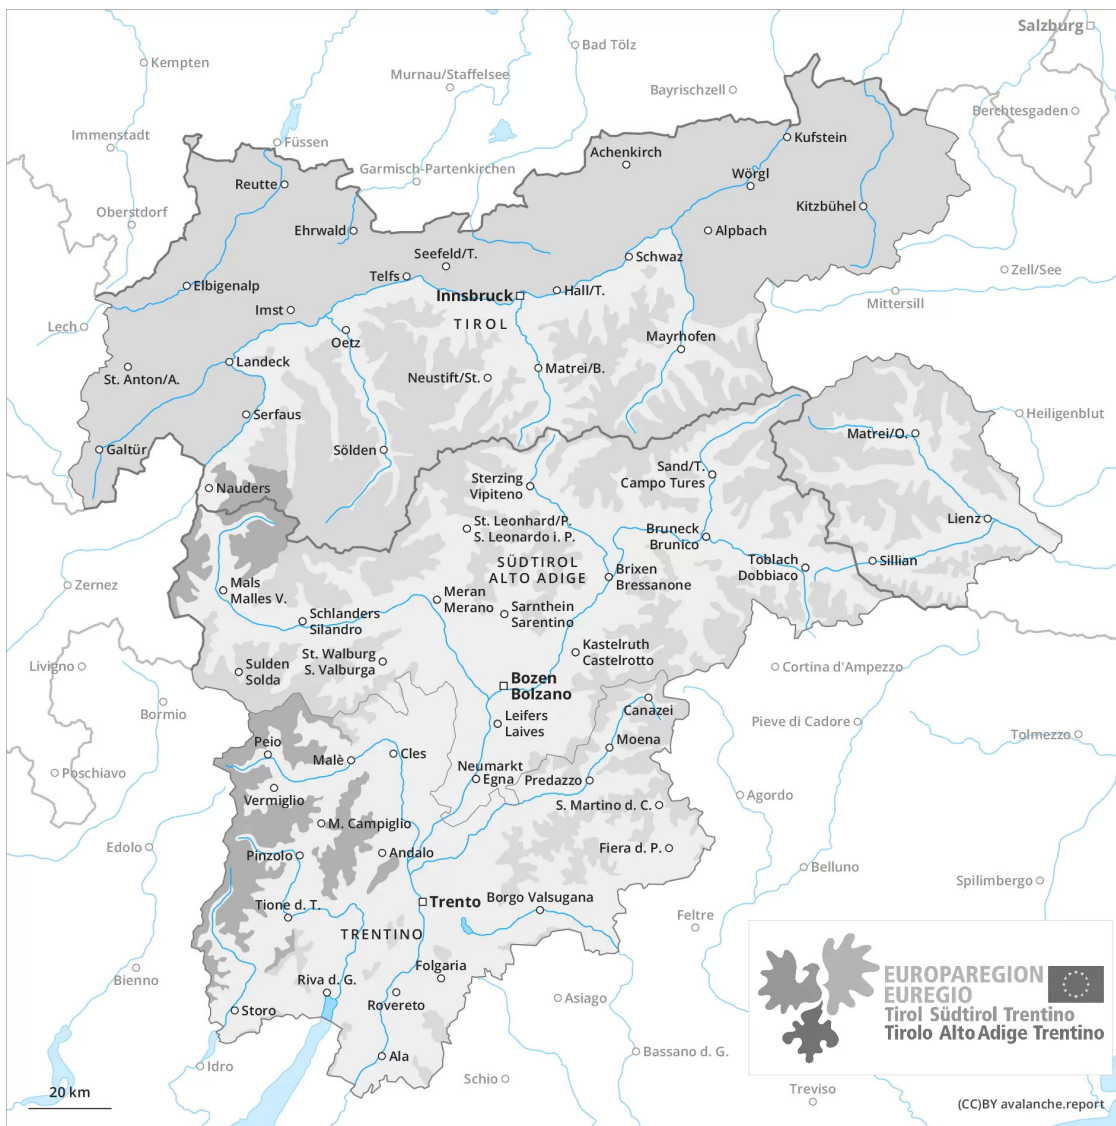 Salzburg
Bad Tölz
Kempten
Murnau/Staffelsee
Bayrischzell
Berchtesgaden
Immenstadt
Füssen
Kufstein
Achenkirch
Garmisch-Partenkirchen
Wörgl
Reutte
Kitzbühel
Oberstdorf
Ehrwald
Alpbach
Seefeld/T.
Schwaz
Zell/See
Telfs
Elbigenalp
Hall/T.
Innsbruck
Mittersill
Imst
TIROL
Lech
Oetz
Mayrhofen
Landeck
Matrei/B.
St. Anton/A.
Neustift/St.
Serfaus
Heiligenblut
Matrei/O.
Galtür
Sölden
Sand/T.
Campo Tures
Sterzing
Vipiteno
Nauders
Lienz
St. Leonhard/P.
S. Leonardo i. P.
Bruneck
Brunico
SÜDTIROL
ALTO ADIGE
Toblach
Dobbiaco
Sillian
Brixen
Bressanone
Zernez
Mals
Malles V.
Meran
Merano
Sarnthein
Sarentino
Schlanders
Silandro
Kastelruth
Castelrotto
St. Walburg
S. Valburga
Livigno
Sulden
Solda
Cortina d'Ampezzo
Bozen
Bolzano
Canazei
Bormio
Leifers
Laives
Pieve di Cadore
Tolmezzo
Peio
Malè
Cles
Moena
Neumarkt
Egna
Predazzo
Poschiavo
Vermiglio
S. Martino d. C.
Agordo
M. Campiglio
Edolo
Pinzolo
Andalo
Fiera d. P.
Belluno
Spilimbergo
Tione d. T.
Trento
Borgo Valsugana
Feltre
TRENTINO
Bienno
Folgaria
Riva d. G.
Rovereto
Asiago
Storo
EUROPAREGION
EUREGIO
Tirol Südtirol Trentino
Tirolo Alto Adige Trentino
Ala
Idro
Bassano d. G.
Schio
Treviso
20 km
(CC)BY avalanche.report